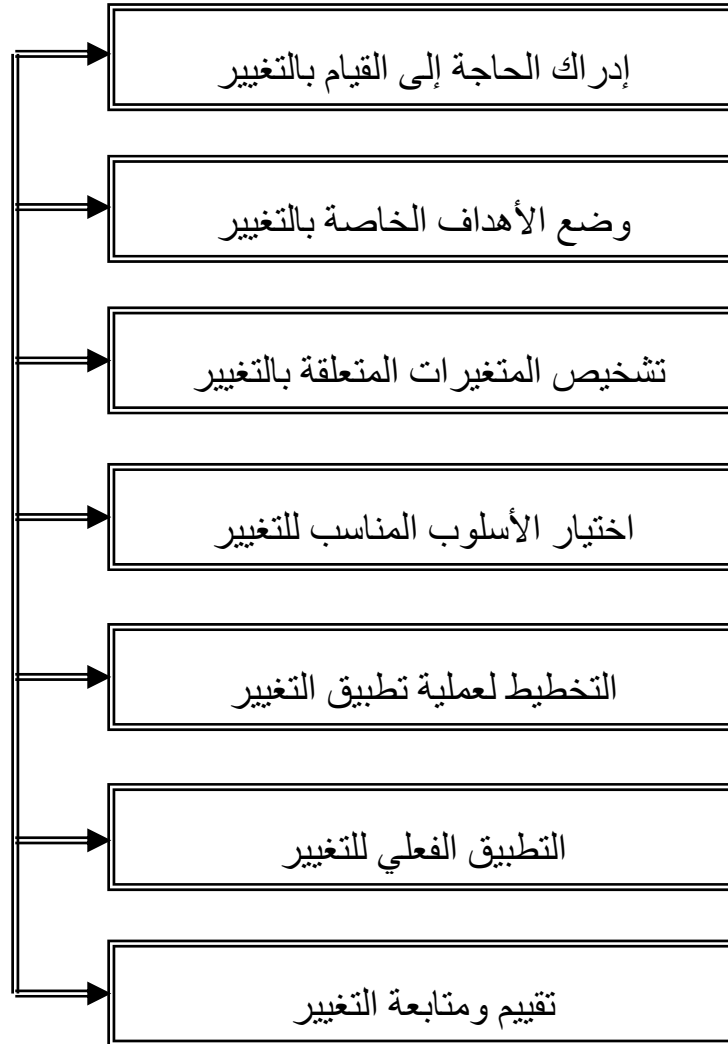 إدراك الحاجة إلى القيام بالتغيير
وضع الأهداف الخاصة بالتغيير
تشخيص المتغيرات المتعلقة بالتغيير
اختيار الأسلوب المناسب للتغيير
التخطيط لعملية تطبيق التغيير
التطبيق الفعلي للتغيير
تقييم ومتابعة التغيير